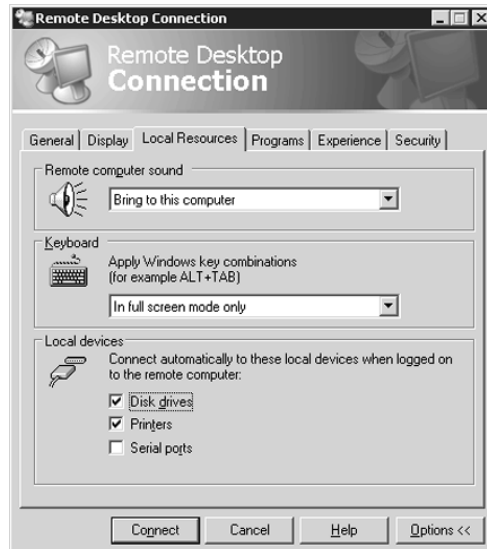 Remote Desktop Connection
Remote Desktop
Connection
General Display Local Resources Programs Experience Security
Remote computer sound
Bring to this computer
Keyboard
Apply Windows key combinations
(for example ALT+TAB)
In full screen mode only
Local devices
Connect automatically to these local devices when logged on
to the remote computer:
Disk drives
Printers
Serial ports
Connect Cancel Help Options <<